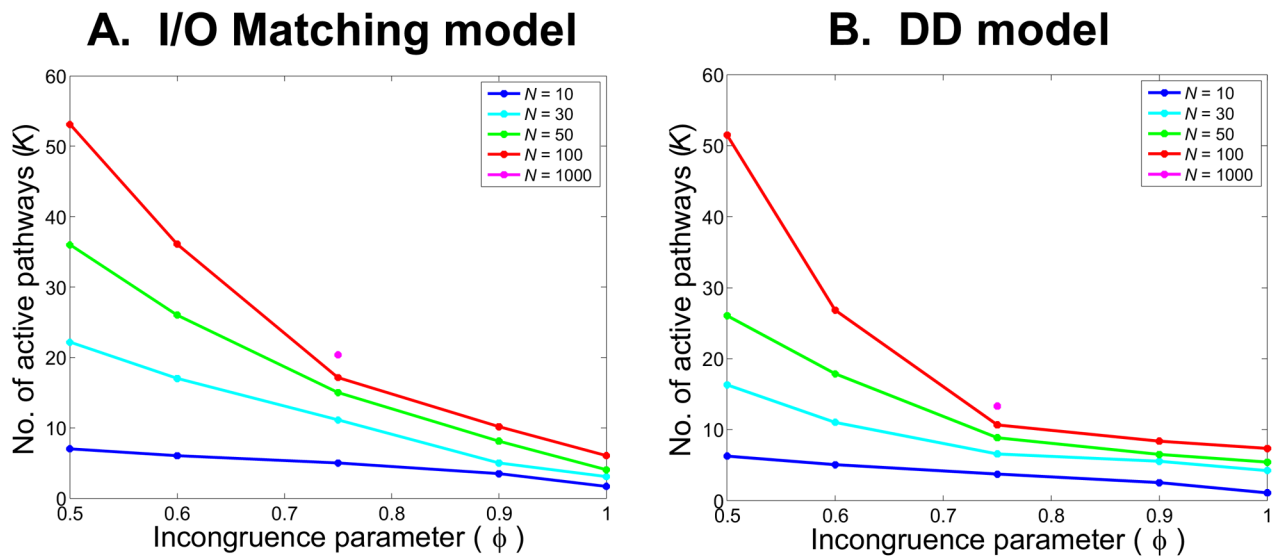 A. I/O Matching model
No. of active pathways (K)
60
50
40
30
20
10
0
0.5
0.6
0.7
0.8
0.9
1
Incongruence parameter ( ϕ )
N = 10
N = 30
N = 50
N = 100
N = 1000
B. DD model
No. of active pathways (K)
60
50
40
30
20
10
0
0.5
0.6
0.7
0.8
0.9
1
Incongruence parameter ( ϕ )
N = 10
N = 30
N = 50
N = 100
N = 1000